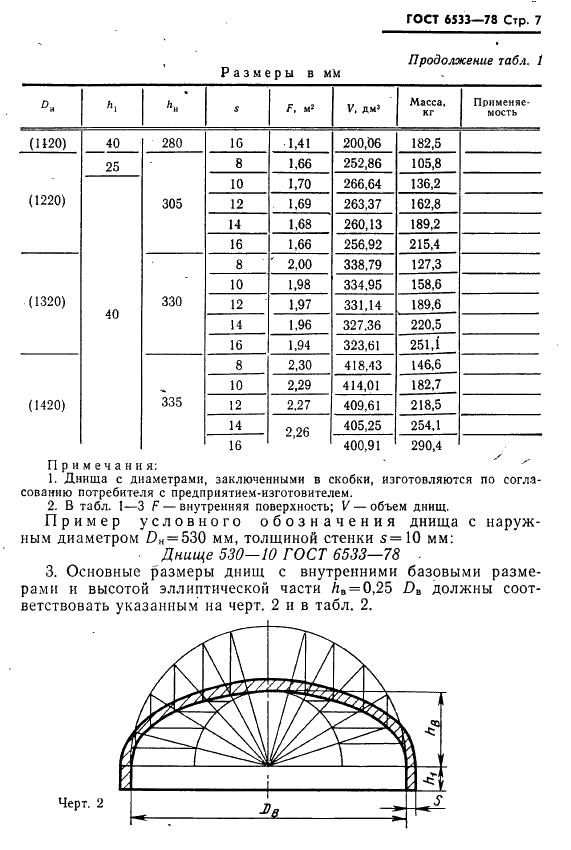 ГОСТ 6533—78 Стр. 7
Продолжение табл. 1
Размеры в мм
Dн h1 hн s F, м² V, дм³ Масса, кг Применяемость
(1120) 40 280 16 1,41 200,06 182,5
(1220) 25 305 8 1,66 252,86 105,8
40 10 1,70 266,64 136,2
12 1,69 263,37 162,8
14 1,68 260,13 189,2
16 1,66 256,92 215,4
(1320) 330 8 2,00 338,79 127,3
10 1,98 334,95 158,6
12 1,97 331,14 189,6
14 1,96 327,36 220,5
16 1,94 323,61 251,1
(1420) 335 8 2,30 418,43 146,6
10 2,29 414,01 182,7
12 2,27 409,61 218,5
14 2,26 405,25 254,1
16 400,91 290,4
Примечания:
1. Днища с диаметрами, заключенными в скобки, изготовляются по согла-
сованию потребителя с предприятием-изготовителем.
2. В табл. 1—3 F — внутренняя поверхность; V — объем днищ.
Пример условного обозначения днища с наруж-
ным диаметром Dн=530 мм, толщиной стенки s=10 мм:
Днище 530—10 ГОСТ 6533—78
3. Основные размеры днищ с внутренними базовыми разме-
рами и высотой эллиптической части hв=0,25 Dв должны соот-
ветствовать указанным на черт. 2 и в табл. 2.
hв
h1
Черт. 2
Dв
S